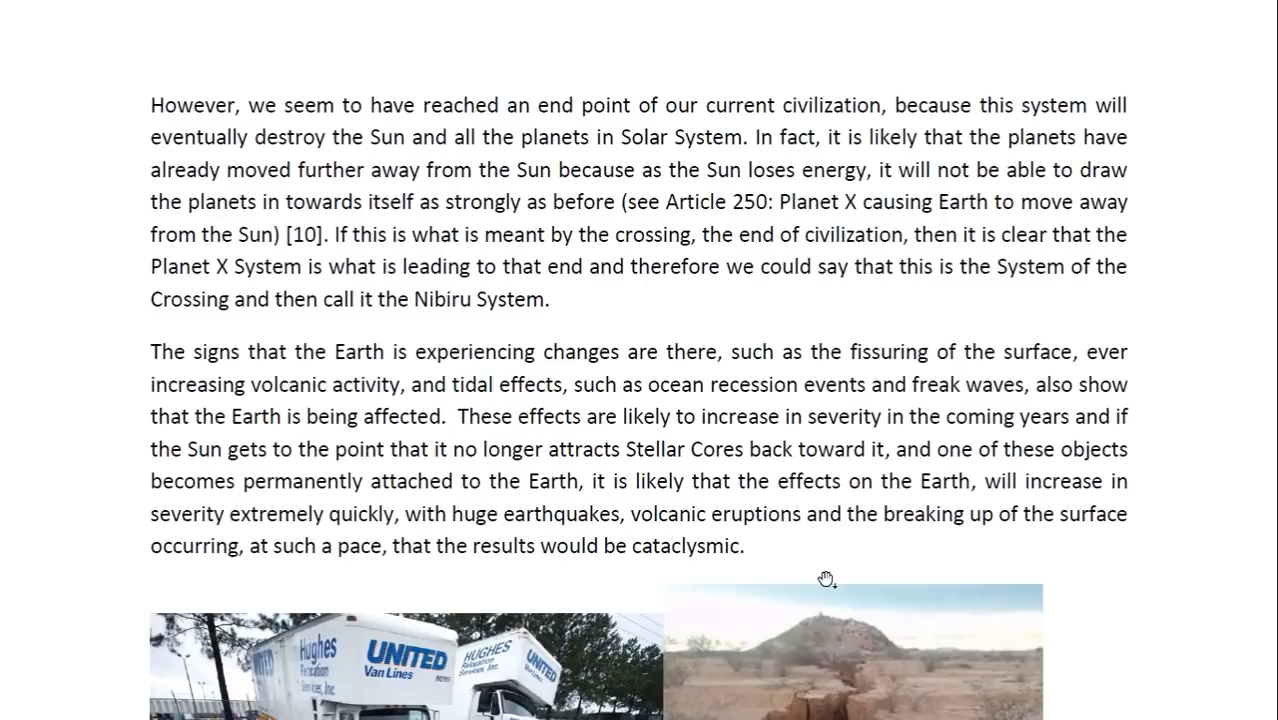 However, we seem to have reached an end point of our current civilization, because this system will
eventually destroy the Sun and all the planets in Solar System. In fact, it is likely that the planets have
already moved further away from the Sun because as the Sun loses energy, it will not be able to draw
the planets in towards itself as strongly as before (see Article 250: Planet X causing Earth to move away
from the Sun) [10]. If this is what is meant by the crossing, the end of civilization, then it is clear that the
Planet X System is what is leading to that end and therefore we could say that this is the System of the
Crossing and then call it the Nibiru System.
The signs that the Earth is experiencing changes are there, such as the fissuring of the surface, ever
increasing volcanic activity, and tidal effects, such as ocean recession events and freak waves, also show
that the Earth is being affected.  These effects are likely to increase in severity in the coming years and if
the Sun gets to the point that it no longer attracts Stellar Cores back toward it, and one of these objects
becomes permanently attached to the Earth, it is likely that the effects on the Earth, will increase in
severity extremely quickly, with huge earthquakes, volcanic eruptions and the breaking up of the surface
occurring, at such a pace, that the results would be cataclysmic.
Hughes
Relocation
Services, Inc.
UNITED
Van Lines
HUGHES
Relocation
Services, Inc.
UNITED
Van Lines